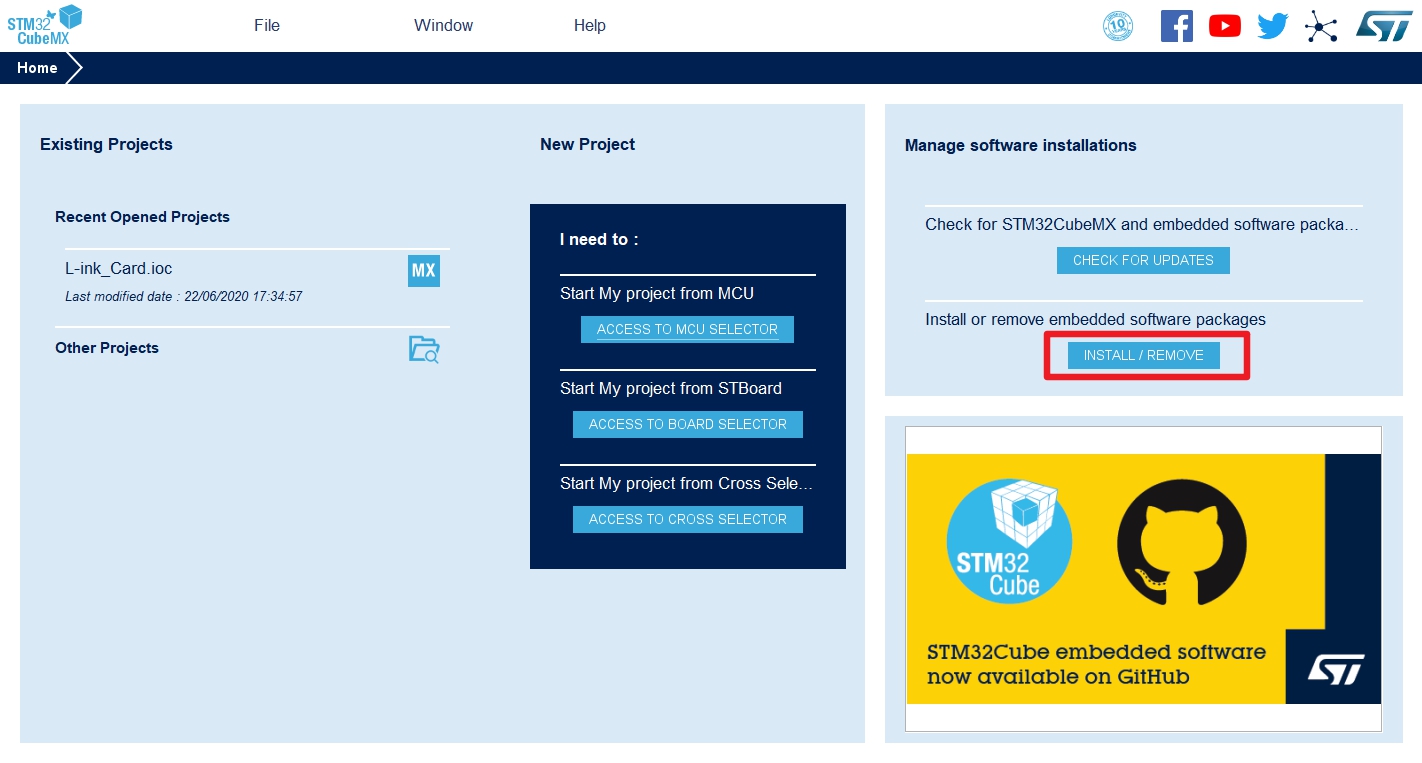 STM32
CubeMX
File
Window
Help
10
Home
Existing Projects
Recent Opened Projects
L-ink_Card.ioc
MX
Last modified date : 22/06/2020 17:34:57
Other Projects
New Project
I need to :
Start My project from MCU
ACCESS TO MCU SELECTOR
Start My project from STBoard
ACCESS TO BOARD SELECTOR
Start My project from Cross Sele...
ACCESS TO CROSS SELECTOR
Manage software installations
Check for STM32CubeMX and embedded software packa...
CHECK FOR UPDATES
Install or remove embedded software packages
INSTALL / REMOVE
STM32
Cube
STM32Cube embedded software
now available on GitHub
ST